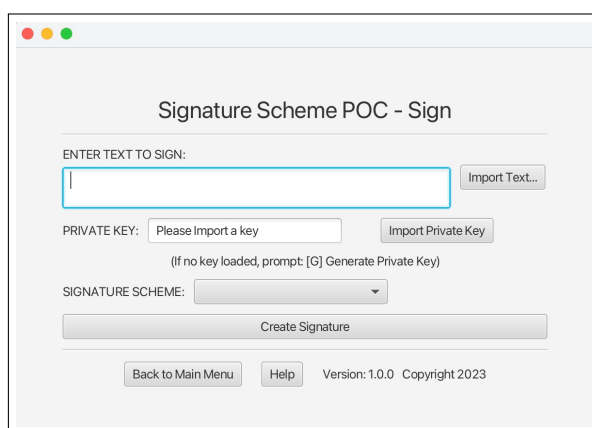 Signature Scheme POC - Sign
ENTER TEXT TO SIGN:
Import Text...
PRIVATE KEY: Please Import a key Import Private Key
(If no key loaded, prompt: [G] Generate Private Key)
SIGNATURE SCHEME:
Create Signature
Back to Main Menu Help Version: 1.0.0 Copyright 2023